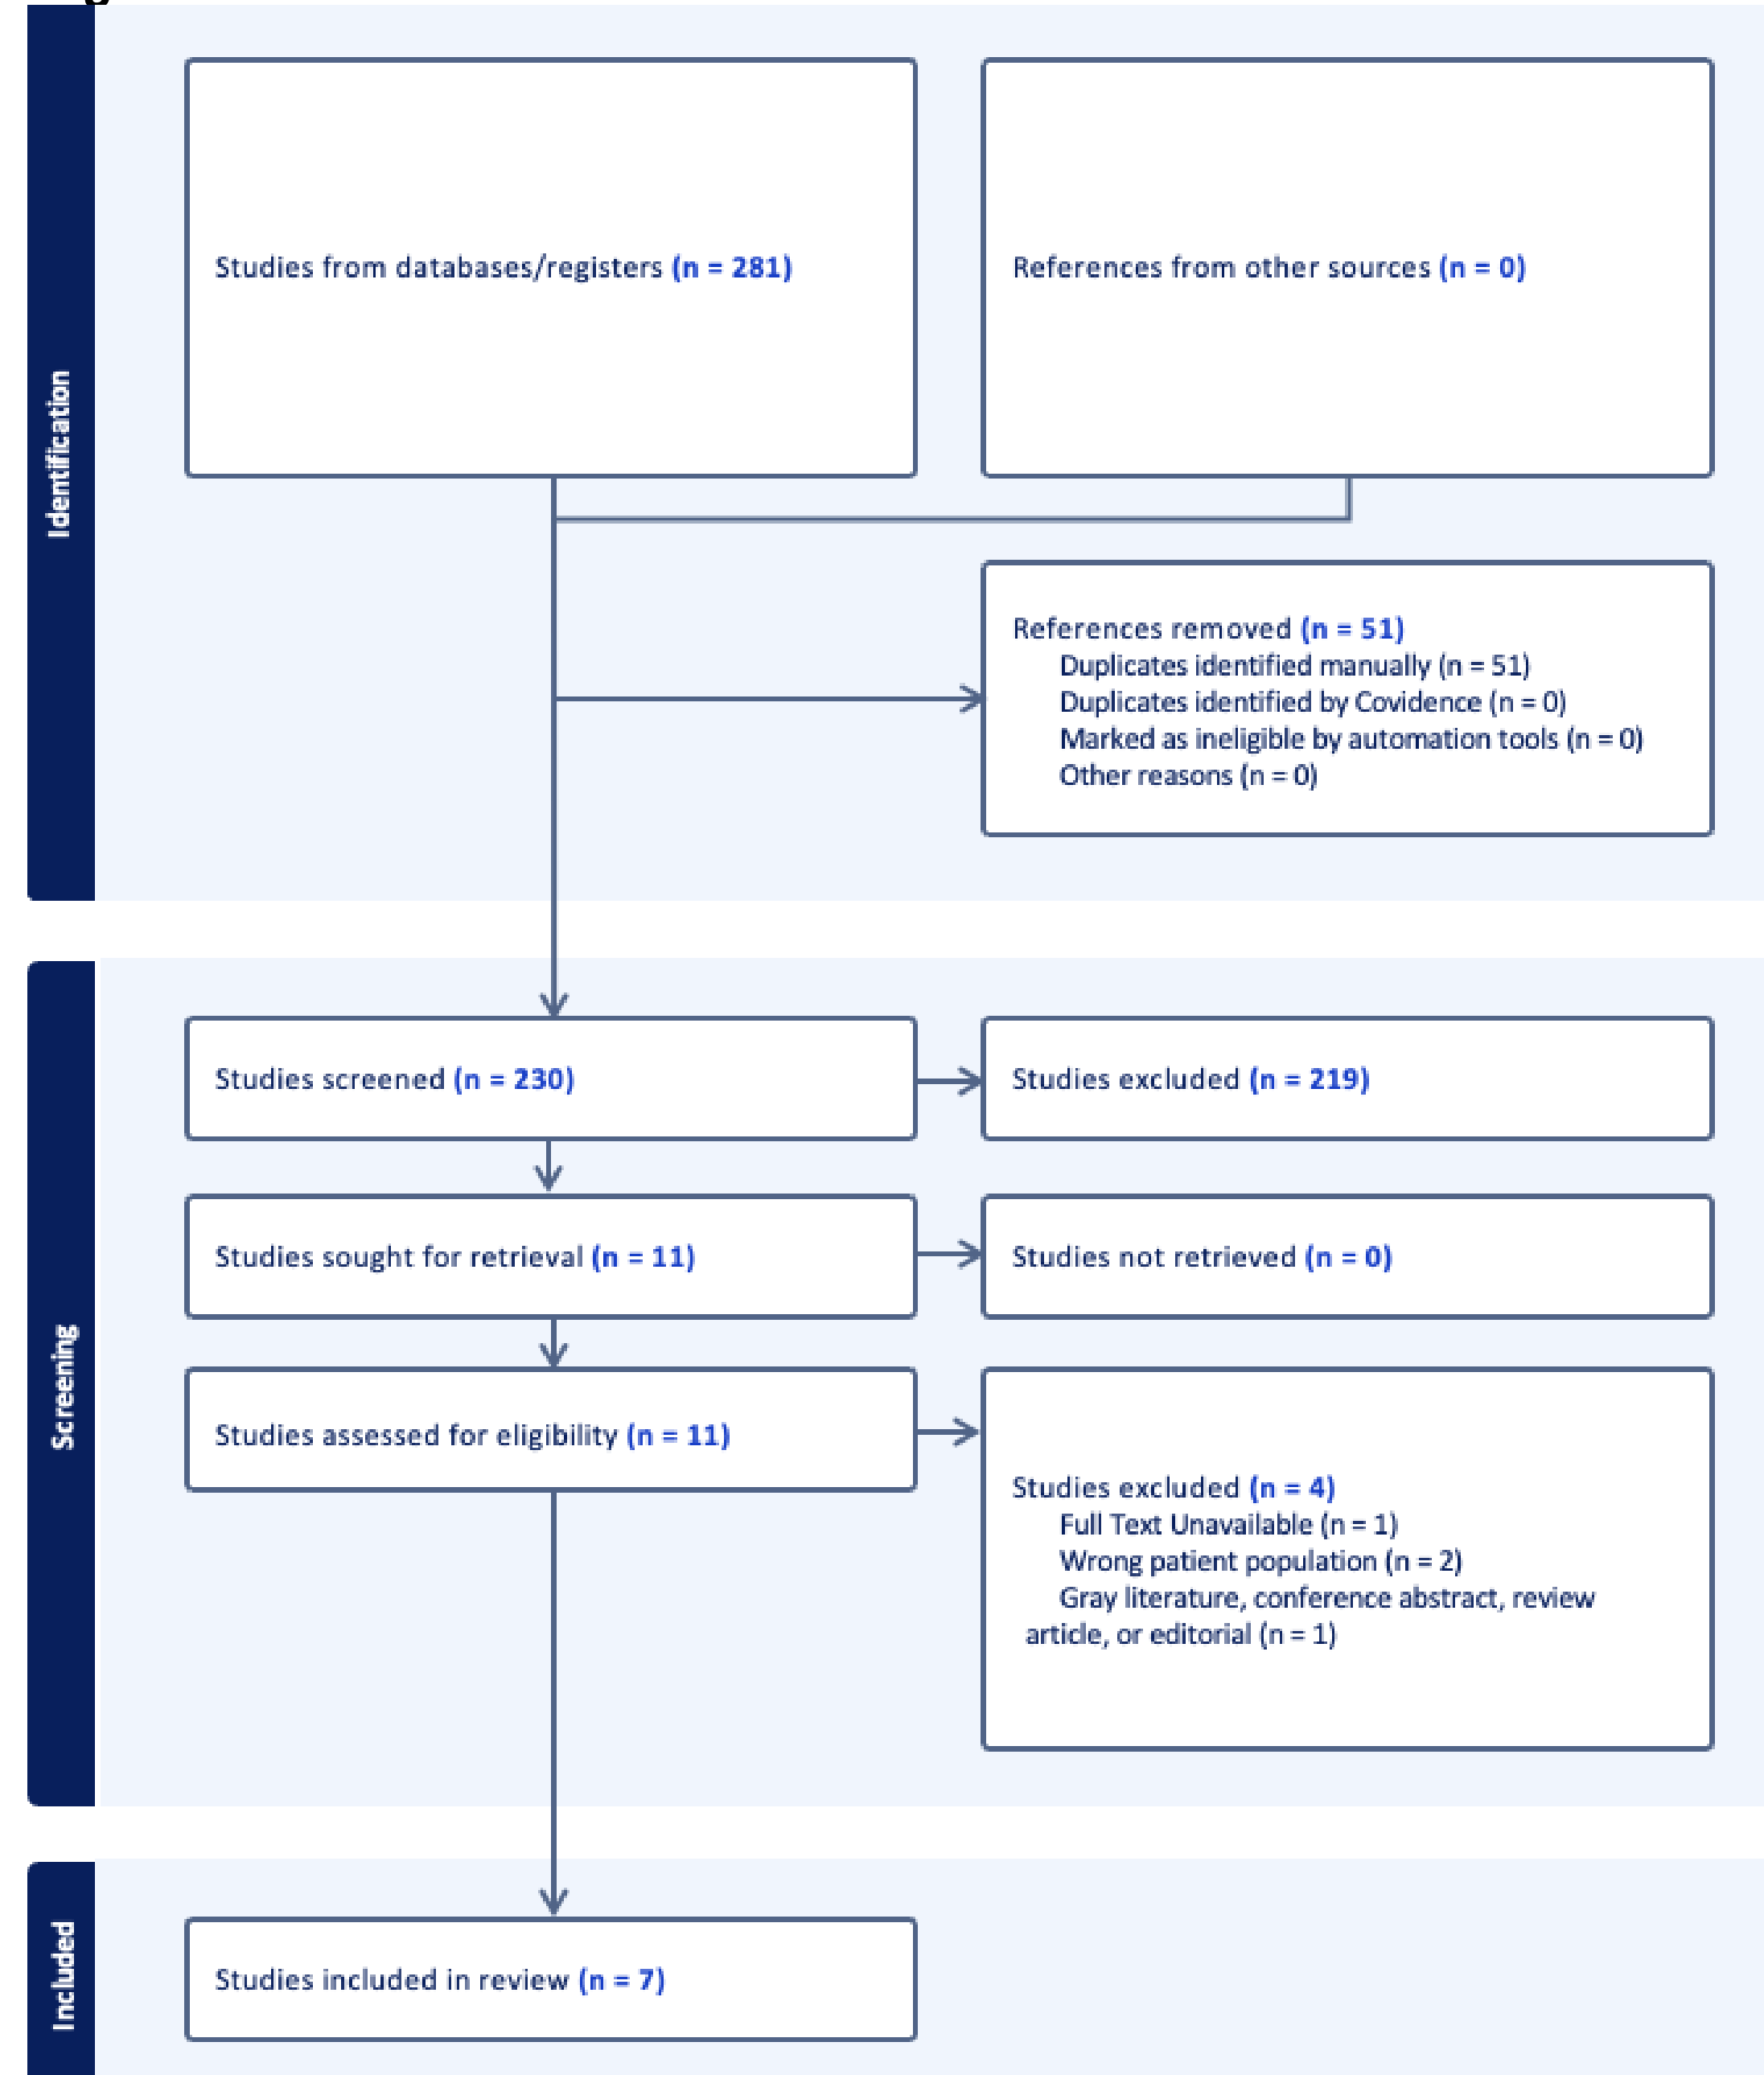 Identification
Studies from databases/registers (n = 281)
References from other sources (n = 0)
References removed (n = 51)
Duplicates identified manually (n = 51)
Duplicates identified by Covidence (n = 0)
Marked as ineligible by automation tools (n = 0)
Other reasons (n = 0)
Screening
Studies screened (n = 230)
Studies excluded (n = 219)
Studies sought for retrieval (n = 11)
Studies not retrieved (n = 0)
Studies assessed for eligibility (n = 11)
Studies excluded (n = 4)
Full Text Unavailable (n = 1)
Wrong patient population (n = 2)
Gray literature, conference abstract, review
article, or editorial (n = 1)
Included
Studies included in review (n = 7)